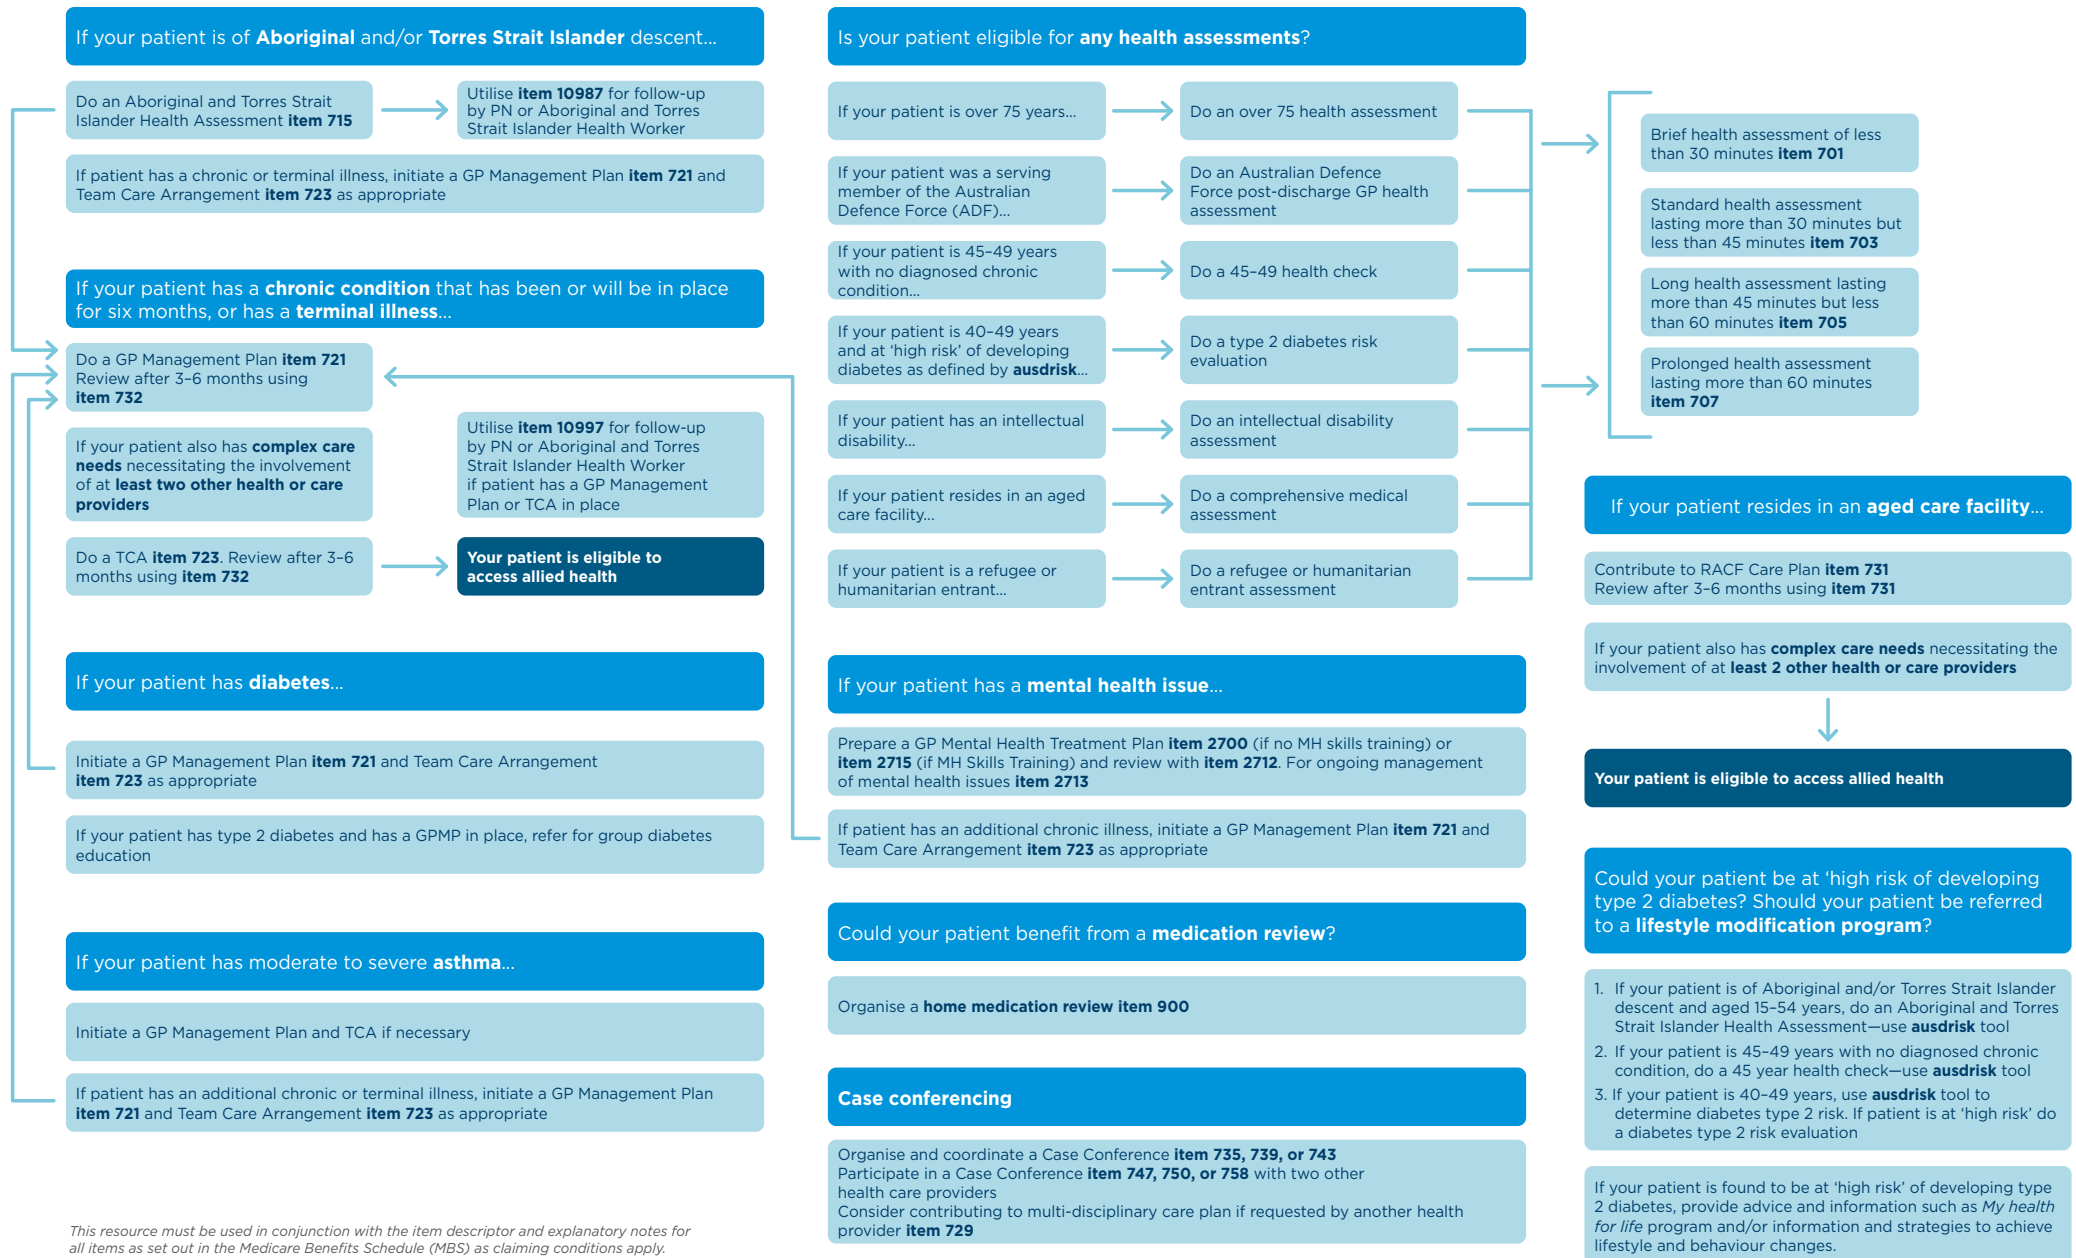 If your patient is of Aboriginal and/or Torres Strait Islander descent...
Do an Aboriginal and Torres Strait
Islander Health Assessment item 715
Utilise item 10987 for follow-up
by PN or Aboriginal and Torres
Strait Islander Health Worker
If patient has a chronic or terminal illness, initiate a GP Management Plan item 721 and
Team Care Arrangement item 723 as appropriate
If your patient has a chronic condition that has been or will be in place
for six months, or has a terminal illness...
Do a GP Management Plan item 721
Review after 3–6 months using
item 732
If your patient also has complex care
needs necessitating the involvement
of at least two other health or care
providers
Utilise item 10997 for follow-up
by PN or Aboriginal and Torres
Strait Islander Health Worker
if patient has a GP Management
Plan or TCA in place
Do a TCA item 723. Review after 3–6
months using item 732
Your patient is eligible to
access allied health
If your patient has diabetes...
Initiate a GP Management Plan item 721 and Team Care Arrangement
item 723 as appropriate
If your patient has type 2 diabetes and has a GPMP in place, refer for group diabetes
education
If your patient has moderate to severe asthma...
Initiate a GP Management Plan and TCA if necessary
If patient has an additional chronic or terminal illness, initiate a GP Management Plan
item 721 and Team Care Arrangement item 723 as appropriate
This resource must be used in conjunction with the item descriptor and explanatory notes for
all items as set out in the Medicare Benefits Schedule (MBS) as claiming conditions apply.
Is your patient eligible for any health assessments?
If your patient is over 75 years...
Do an over 75 health assessment
If your patient was a serving
member of the Australian
Defence Force (ADF)...
Do an Australian Defence
Force post-discharge GP health
assessment
If your patient is 45–49 years
with no diagnosed chronic
condition...
Do a 45–49 health check
If your patient is 40–49 years
and at ‘high risk’ of developing
diabetes as defined by ausdrisk...
Do a type 2 diabetes risk
evaluation
If your patient has an intellectual
disability...
Do an intellectual disability
assessment
If your patient resides in an aged
care facility...
Do a comprehensive medical
assessment
If your patient is a refugee or
humanitarian entrant...
Do a refugee or humanitarian
entrant assessment
Brief health assessment of less
than 30 minutes item 701
Standard health assessment
lasting more than 30 minutes but
less than 45 minutes item 703
Long health assessment lasting
more than 45 minutes but less
than 60 minutes item 705
Prolonged health assessment
lasting more than 60 minutes
item 707
If your patient has a mental health issue...
Prepare a GP Mental Health Treatment Plan item 2700 (if no MH skills training) or
item 2715 (if MH Skills Training) and review with item 2712. For ongoing management
of mental health issues item 2713
If patient has an additional chronic illness, initiate a GP Management Plan item 721 and
Team Care Arrangement item 723 as appropriate
Could your patient benefit from a medication review?
Organise a home medication review item 900
Case conferencing
Organise and coordinate a Case Conference item 735, 739, or 743
Participate in a Case Conference item 747, 750, or 758 with two other
health care providers
Consider contributing to multi-disciplinary care plan if requested by another health
provider item 729
If your patient resides in an aged care facility...
Contribute to RACF Care Plan item 731
Review after 3–6 months using item 731
If your patient also has complex care needs necessitating the
involvement of at least 2 other health or care providers
Your patient is eligible to access allied health
Could your patient be at ‘high risk of developing
type 2 diabetes? Should your patient be referred
to a lifestyle modification program?
1. If your patient is of Aboriginal and/or Torres Strait Islander
descent and aged 15–54 years, do an Aboriginal and Torres
Strait Islander Health Assessment—use ausdrisk tool
2. If your patient is 45–49 years with no diagnosed chronic
condition, do a 45 year health check—use ausdrisk tool
3. If your patient is 40–49 years, use ausdrisk tool to
determine diabetes type 2 risk. If patient is at ‘high risk’ do
a diabetes type 2 risk evaluation
If your patient is found to be at ‘high risk’ of developing type
2 diabetes, provide advice and information such as My health
for life program and/or information and strategies to achieve
lifestyle and behaviour changes.